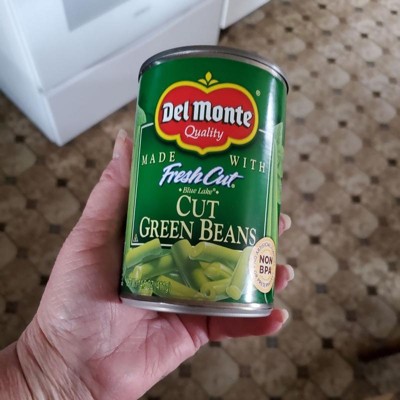 Del Monte
Quality
MADE WITH
Fresh Cut
Blue Lake
CUT
GREEN BEANS
NON
BPA